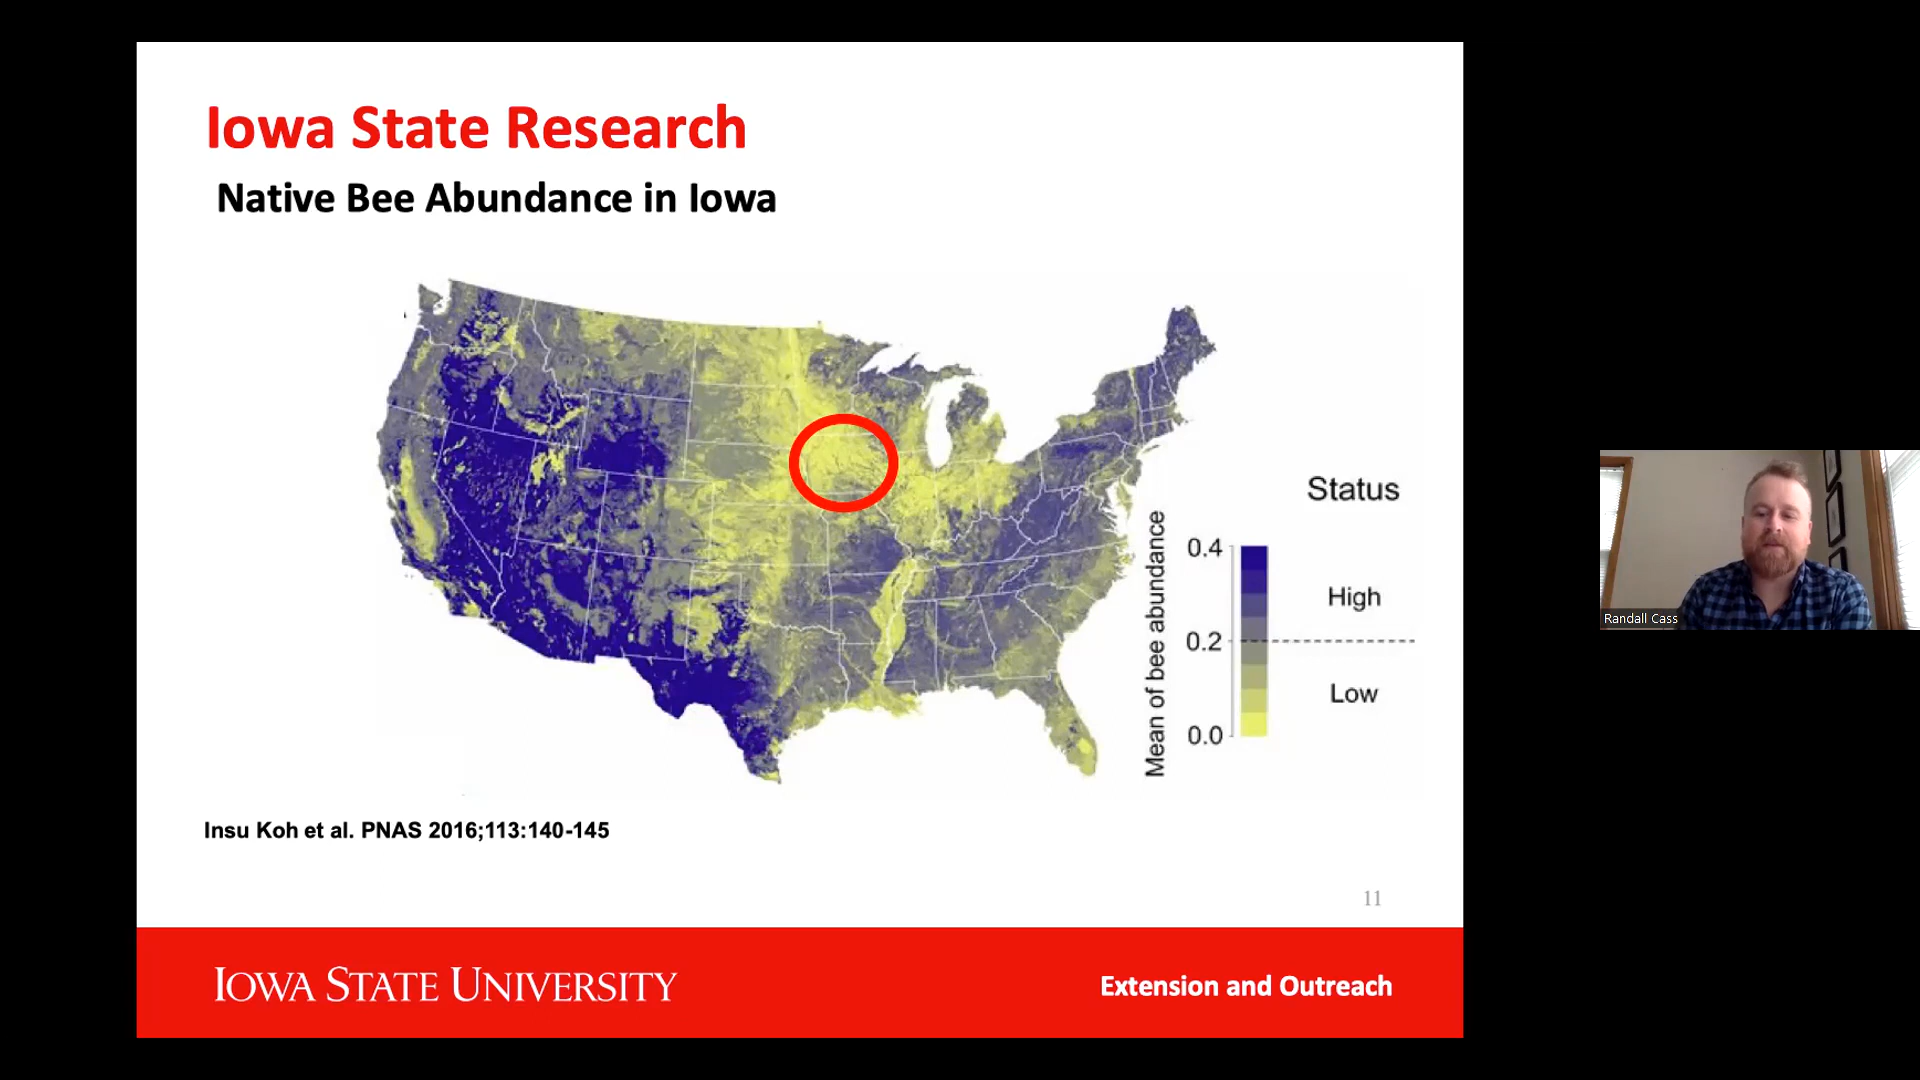 Iowa State Research
Native Bee Abundance in Iowa
Status
Mean of bee abundance
0.4
High
0.2
Low
0.0
Insu Koh et al. PNAS 2016;113:140-145
11
IOWA STATE UNIVERSITY
Extension and Outreach
Randall Cass